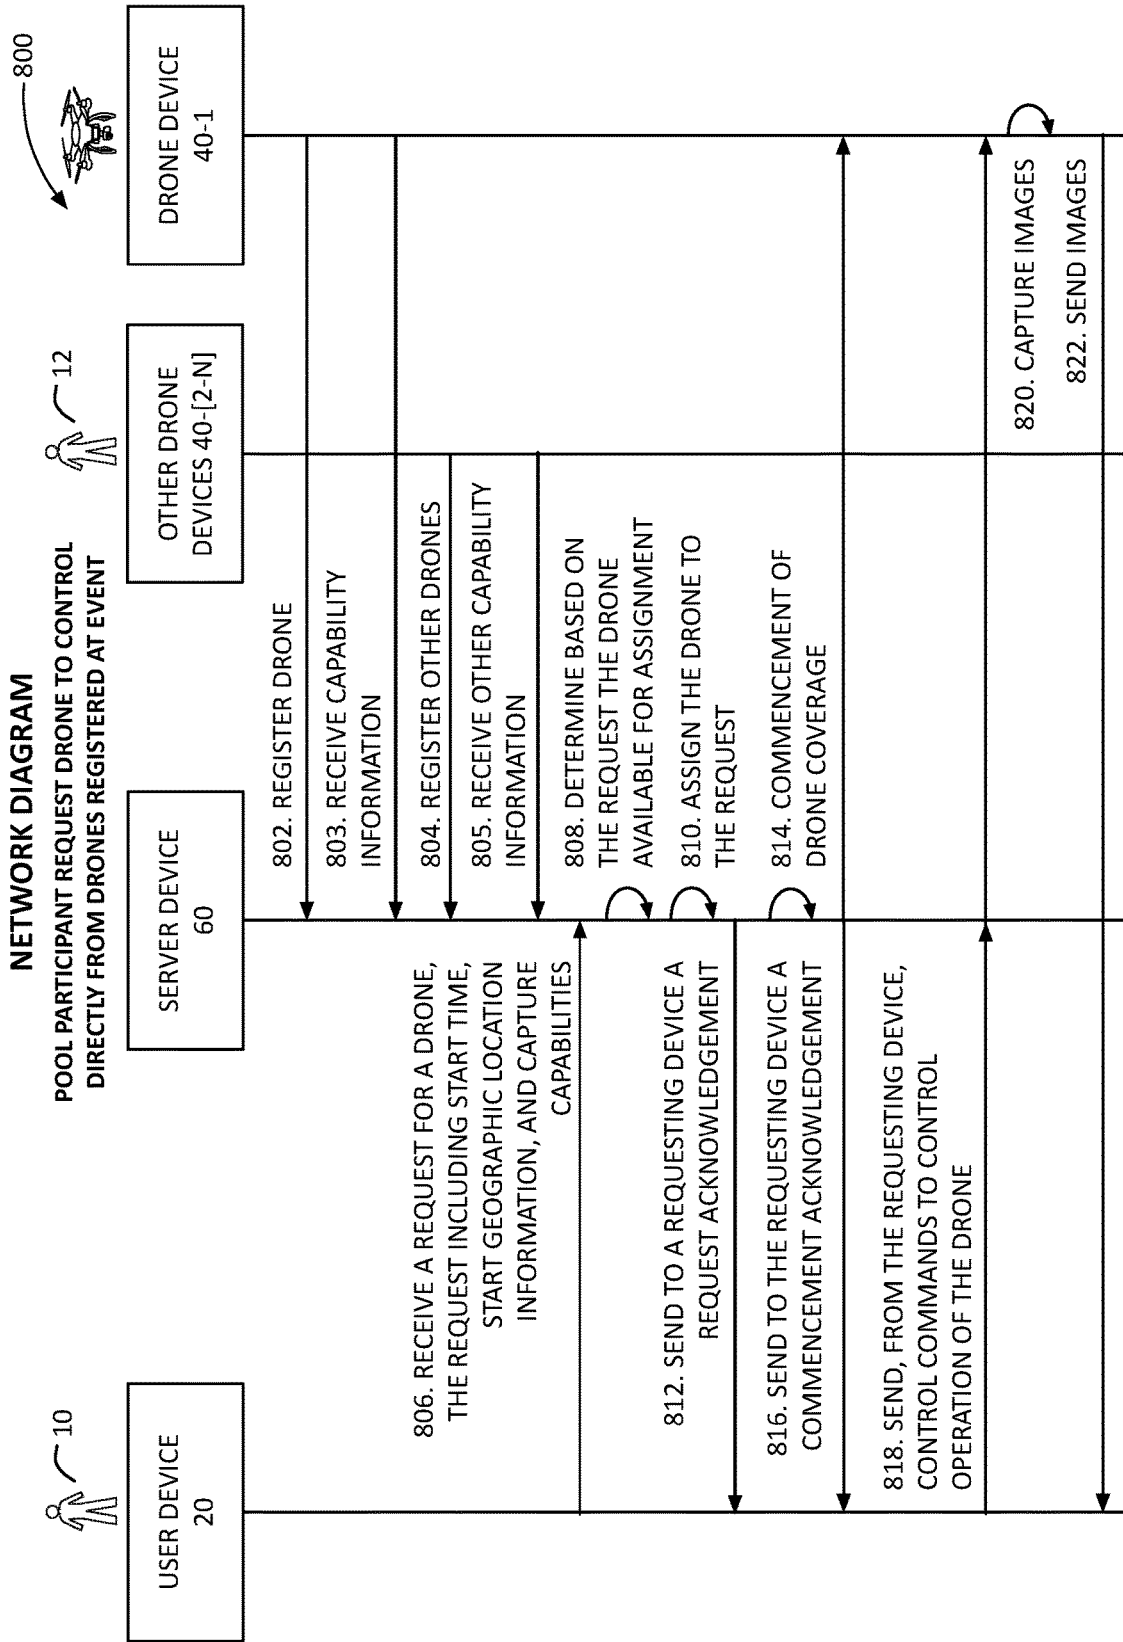 NETWORK DIAGRAM
POOL PARTICIPANT REQUEST DRONE TO CONTROL
DIRECTLY FROM DRONES REGISTERED AT EVENT
800
10
12
USER DEVICE
20
SERVER DEVICE
60
OTHER DRONE
DEVICES 40-[2-N]
DRONE DEVICE
40-1
802. REGISTER DRONE
803. RECEIVE CAPABILITY
INFORMATION
804. REGISTER OTHER DRONES
805. RECEIVE OTHER CAPABILITY
INFORMATION
806. RECEIVE A REQUEST FOR A DRONE,
THE REQUEST INCLUDING START TIME,
START GEOGRAPHIC LOCATION
INFORMATION, AND CAPTURE
CAPABILITIES
808. DETERMINE BASED ON
THE REQUEST THE DRONE
AVAILABLE FOR ASSIGNMENT
810. ASSIGN THE DRONE TO
THE REQUEST
812. SEND TO A REQUESTING DEVICE A
REQUEST ACKNOWLEDGEMENT
814. COMMENCEMENT OF
DRONE COVERAGE
816. SEND TO THE REQUESTING DEVICE A
COMMENCEMENT ACKNOWLEDGEMENT
818. SEND, FROM THE REQUESTING DEVICE,
CONTROL COMMANDS TO CONTROL
OPERATION OF THE DRONE
820. CAPTURE IMAGES
822. SEND IMAGES